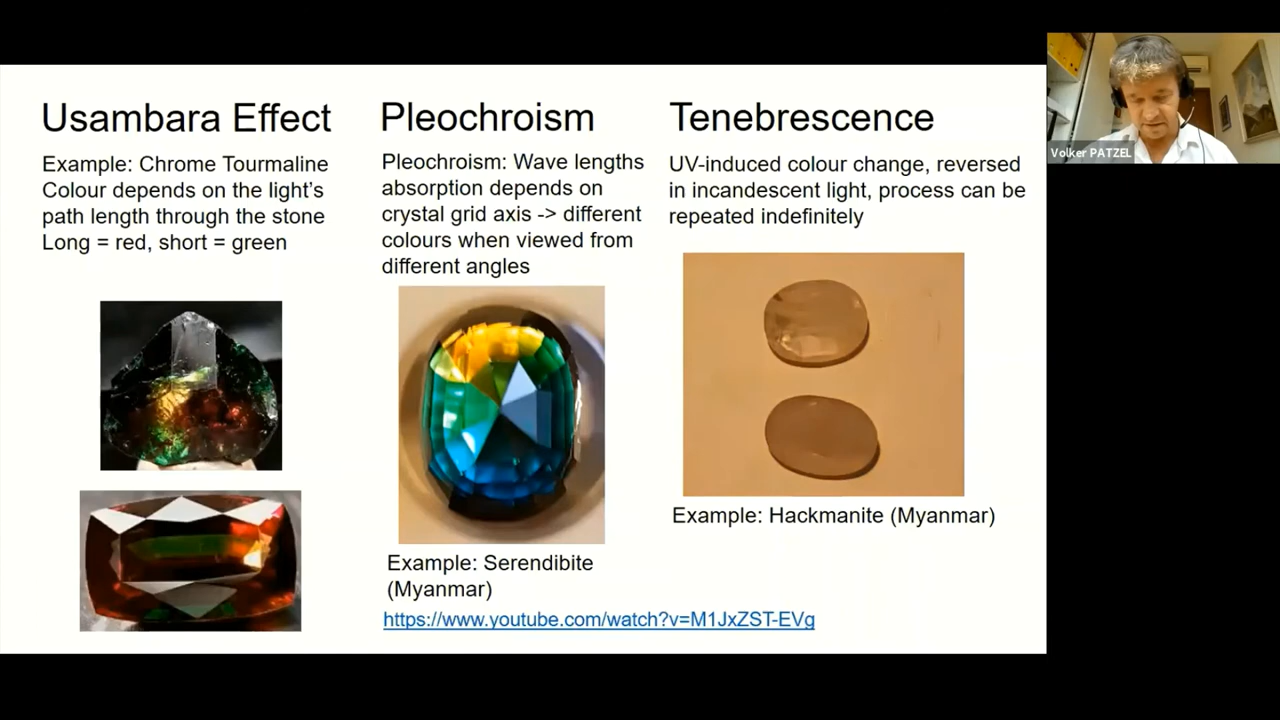 Usambara Effect
Example: Chrome Tourmaline
Colour depends on the light's
path length through the stone
Long = red, short = green
Pleochroism
Pleochroism: Wave lengths
absorption depends on
crystal grid axis -> different
colours when viewed from
different angles
Example: Serendibite
(Myanmar)
https://www.youtube.com/watch?v=M1JxZST-EVg
Tenebrescence
UV-induced colour change, reversed
in incandescent light, process can be
repeated indefinitely
Example: Hackmanite (Myanmar)
Volker PATZEL